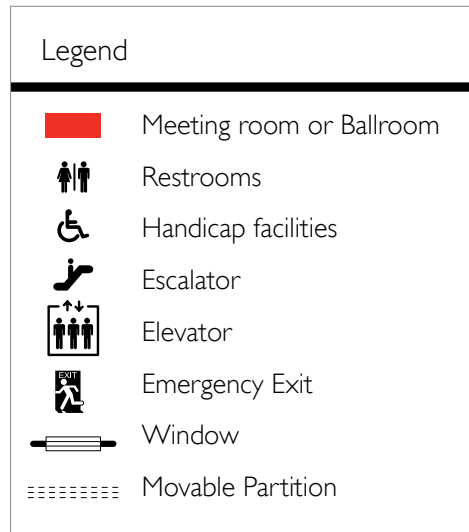 Legend
Meeting room or Ballroom
Restrooms
Handicap facilities
Escalator
Elevator
EXIT
Emergency Exit
Window
Movable Partition